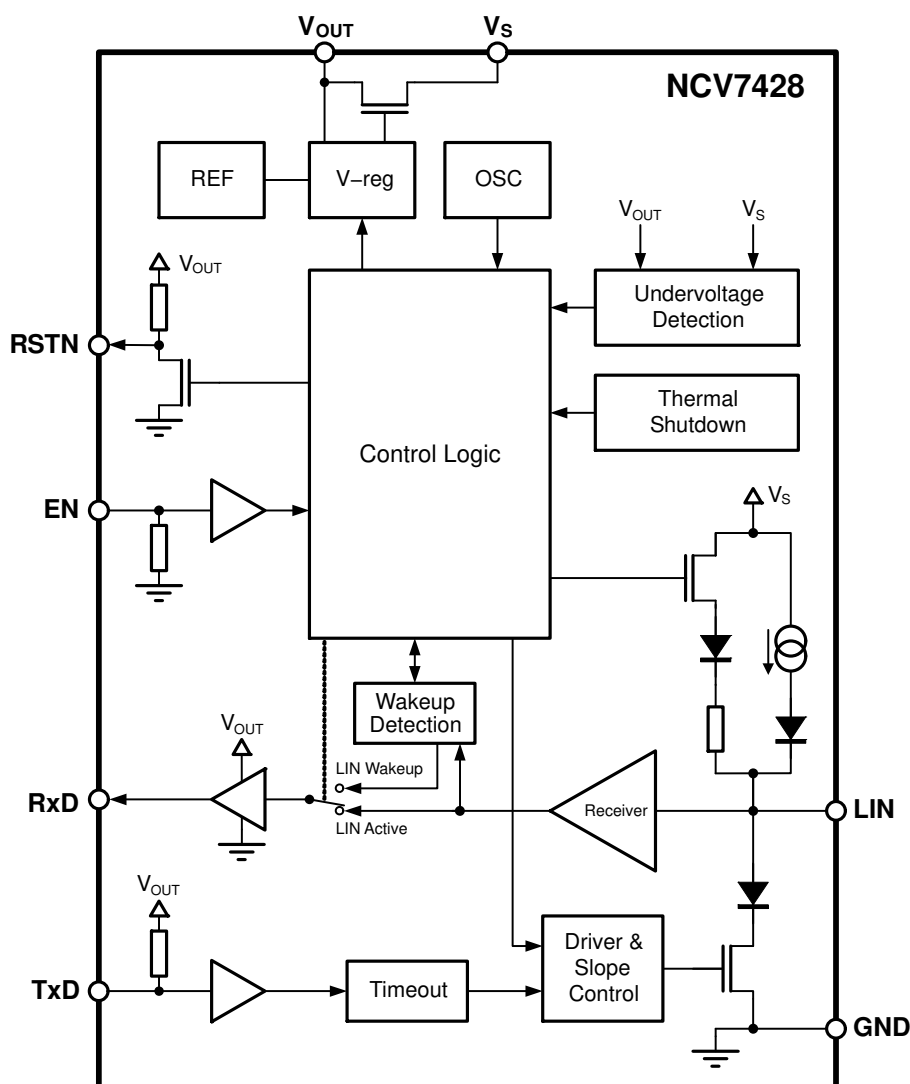 VOUT
VS
NCV7428
REF
V−reg
OSC
VOUT
VS
VOUT
Undervoltage
Detection
RSTN
Thermal
Shutdown
Control Logic
EN
VS
Wakeup
Detection
VOUT
LIN Wakeup
RxD
LIN Active
Receiver
LIN
VOUT
Driver &
Slope
Control
TxD
Timeout
GND